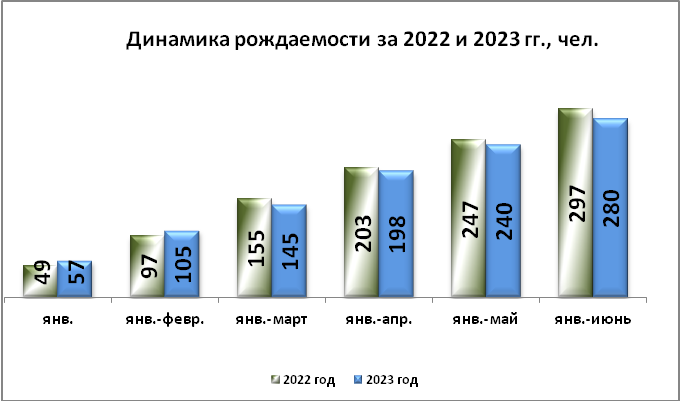 Динамика рождаемости за 2022 и 2023 гг., чел.
49 57 97 105 155 145 203 198 247 240 297 280
янв. янв.-февр. янв.-март янв.-апр. янв.-май янв.-июнь
2022 год 2023 год